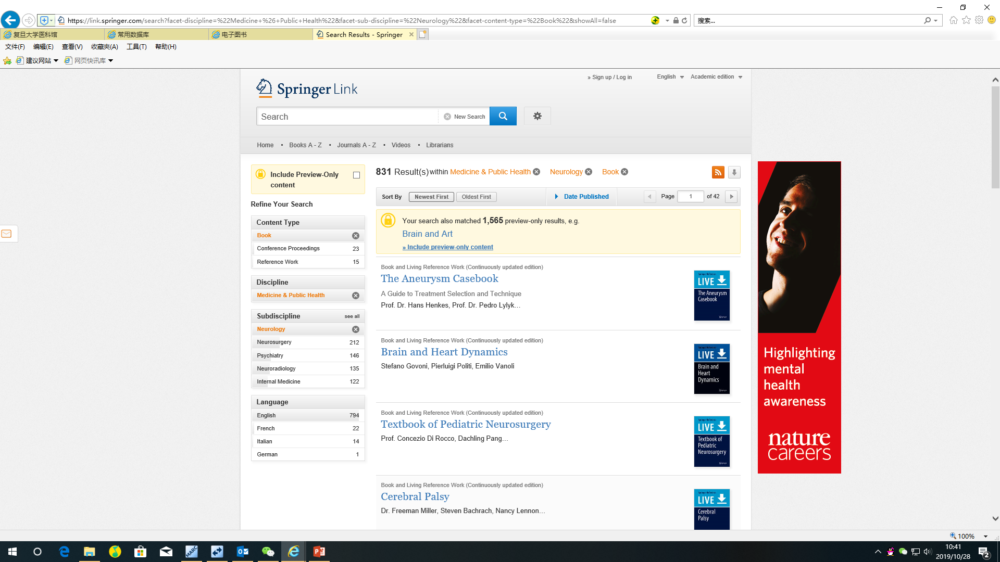 https://link.springer.com/search?facet-discipline=%22Medicine+%26+Public+Health%22&facet-sub-discipline=%22Neurology%22&facet-content-type=%22Book%22&showAll=false
搜索...
复旦大学医科馆
常用数据库
电子图书
Search Results - Springer
文件(F) 编辑(E) 查看(V) 收藏夹(A) 工具(T) 帮助(H)
建议网站
网页快讯库
» Sign up / Log in
English
Academic edition
Springer Link
Search
New Search
Home • Books A - Z • Journals A - Z • Videos • Librarians
Include Preview-Only content
Refine Your Search
Content Type
Book
Conference Proceedings 23
Reference Work 15
Discipline
Medicine & Public Health
Subdiscipline see all
Neurology
Neurosurgery 212
Psychiatry 146
Neuroradiology 135
Internal Medicine 122
Language
English 794
French 22
Italian 14
German 1
831 Result(s) within Medicine & Public Health Neurology Book
Sort By Newest First Oldest First Date Published Page 1 of 42
Your search also matched 1,565 preview-only results, e.g.
Brain and Art
» Include preview-only content
Book and Living Reference Work (Continuously updated edition)
The Aneurysm Casebook
A Guide to Treatment Selection and Technique
Prof. Dr. Hans Henkes, Prof. Dr. Pedro Lylyk…
LIVE
The Aneurysm
Casebook
Book and Living Reference Work (Continuously updated edition)
Brain and Heart Dynamics
Stefano Govoni, Pierluigi Politi, Emilio Vanoli
LIVE
Brain and
Heart
Dynamics
Book and Living Reference Work (Continuously updated edition)
Textbook of Pediatric Neurosurgery
Prof. Concezio Di Rocco, Dachling Pang…
LIVE
Textbook of
Pediatric
Neurosurgery
Book and Living Reference Work (Continuously updated edition)
Cerebral Palsy
Dr. Freeman Miller, Steven Bachrach, Nancy Lennon…
LIVE
Cerebral
Palsy
Highlighting
mental
health
awareness
nature
careers
100%
MARC
10:41
2019/10/28
2